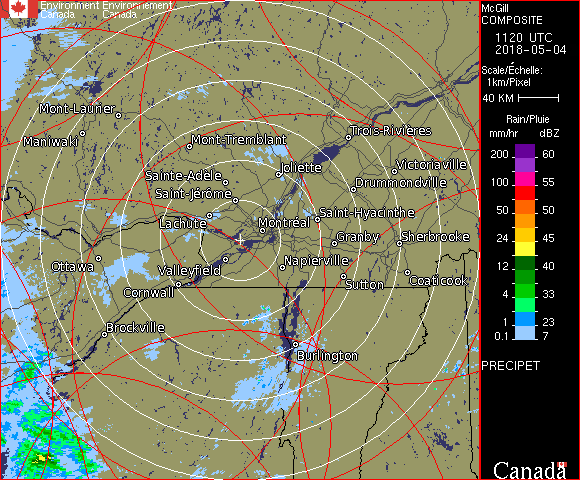 Environment Environnement
Canada Canada
McGill
COMPOSITE
1120 UTC
2018-05-04
Scale/Échelle:
1km/Pixel
40 KM
Rain/Pluie
mm/hr dBZ
200 60
100 55
50 50
24 45
12 40
4 33
1 23
0.1 7
PRECIPET
Canada
Mont-Laurier
Maniwaki
Mont-Tremblant
Trois-Rivières
Sainte-Adèle
Joliette
Victoriaville
Saint-Jérôme
Drummondville
Lachute
Montréal
Saint-Hyacinthe
Granby
Sherbrooke
Ottawa
Valleyfield
Napierville
Cornwall
Sutton
Coaticook
Brockville
Burlington